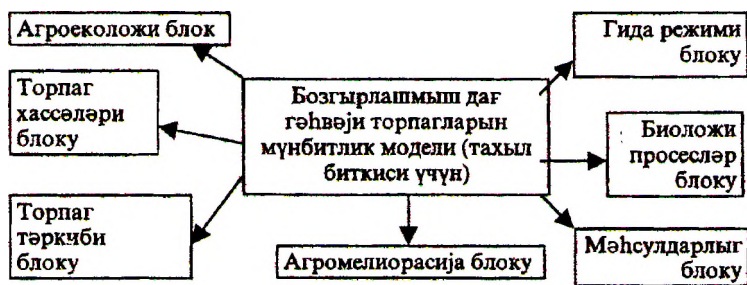 Агроеколожи блок
Гида режими
блоку
Торпаг
хассәләри
блоку
Бозгырлашмыш дағ
гәһвәји торпагларын
мүнбитлик модели (тахыл
биткиси үчүн)
Биоложи
просесләр
блоку
Торпаг
тәркчби
блоку
Агромелиорасија блоку
Мәһсулдарлыг
блоку